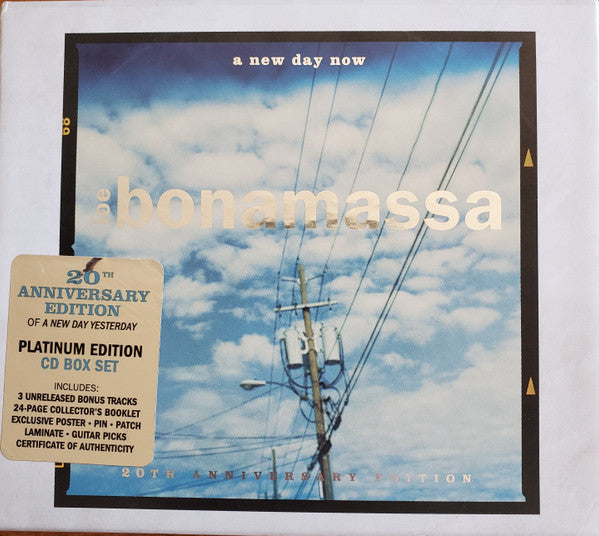 a new day now
68
joe
bonamassa
20TH
ANNIVERSARY
EDITION
OF A NEW DAY YESTERDAY
PLATINUM EDITION
CD BOX SET
INCLUDES:
3 UNRELEASED BONUS TRACKS
24-PAGE COLLECTOR'S BOOKLET
EXCLUSIVE POSTER • PIN • PATCH
LAMINATE • GUITAR PICKS
CERTIFICATE OF AUTHENTICITY
20TH ANNIVERSARY EDITION